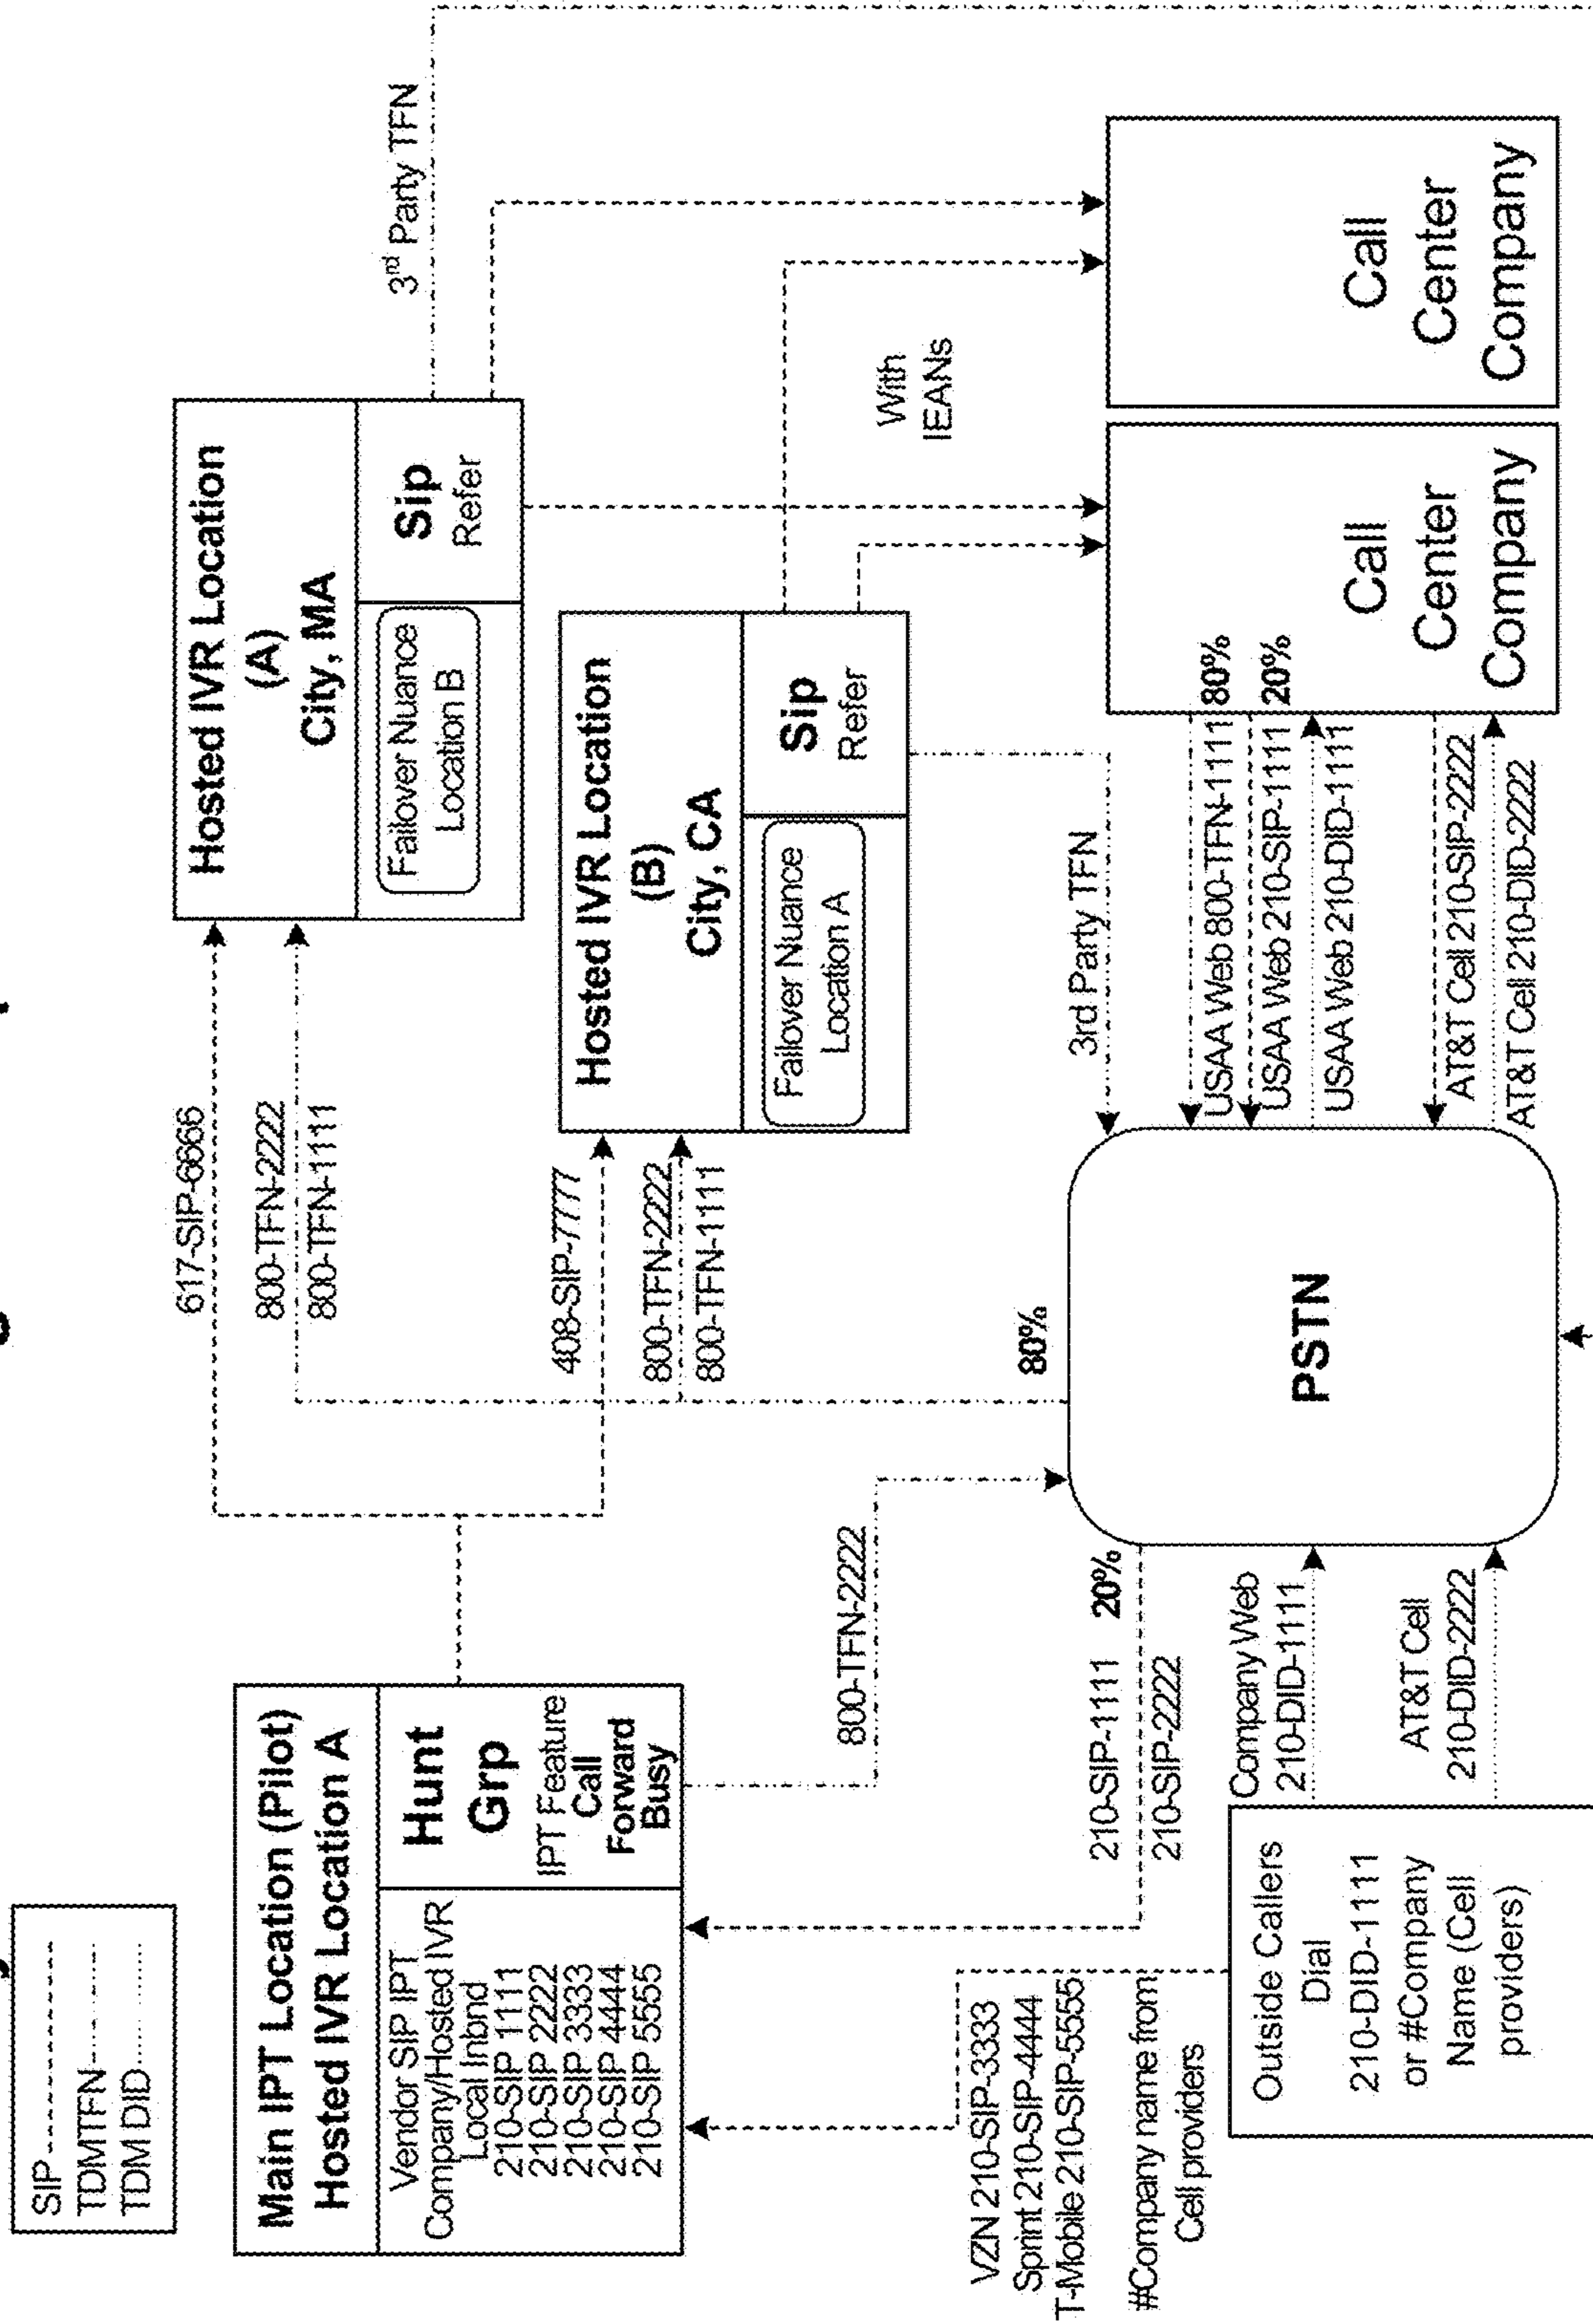 SIP
TDMTFN
TDM DID
Main IPT Location (Pilot)
Hosted IVR Location A
Vendor SIP IPT
Company/Hosted IVR
Local Inbnd
210-SIP 1111
210-SIP 2222
210-SIP 3333
210-SIP 4444
210-SIP 5555
Hunt
Grp
IPT Feature
Call
Forward
Busy
617-SIP-6666
800-TFN-2222
800-TFN-1111
Hosted IVR Location
(A)
City, MA
Failover Nuance
Location B
Sip
Refer
3rd Party TFN
408-SIP-7777
800-TFN-2222
800-TFN-1111
Hosted IVR Location
(B)
City, CA
Failover Nuance
Location A
Sip
Refer
With
IEANs
800-TFN-2222
80%
3rd Party TFN
VZN 210-SIP-3333
Sprint 210-SIP-4444
T-Mobile 210-SIP-5555
#Company name from
Cell providers
210-SIP-1111 20%
210-SIP-2222
Outside Callers
Dial
210-DID-1111
or #Company
Name (Cell
providers)
Company Web
210-DID-1111
AT&T Cell
210-DID-2222
PSTN
USAA Web 800-TFN-1111 80%
USAA Web 210-SIP-1111 20%
USAA Web 210-DID-1111
AT&T Cell 210-SIP-2222
AT&T Cell 210-DID-2222
Call
Center
Company
Call
Center
Company